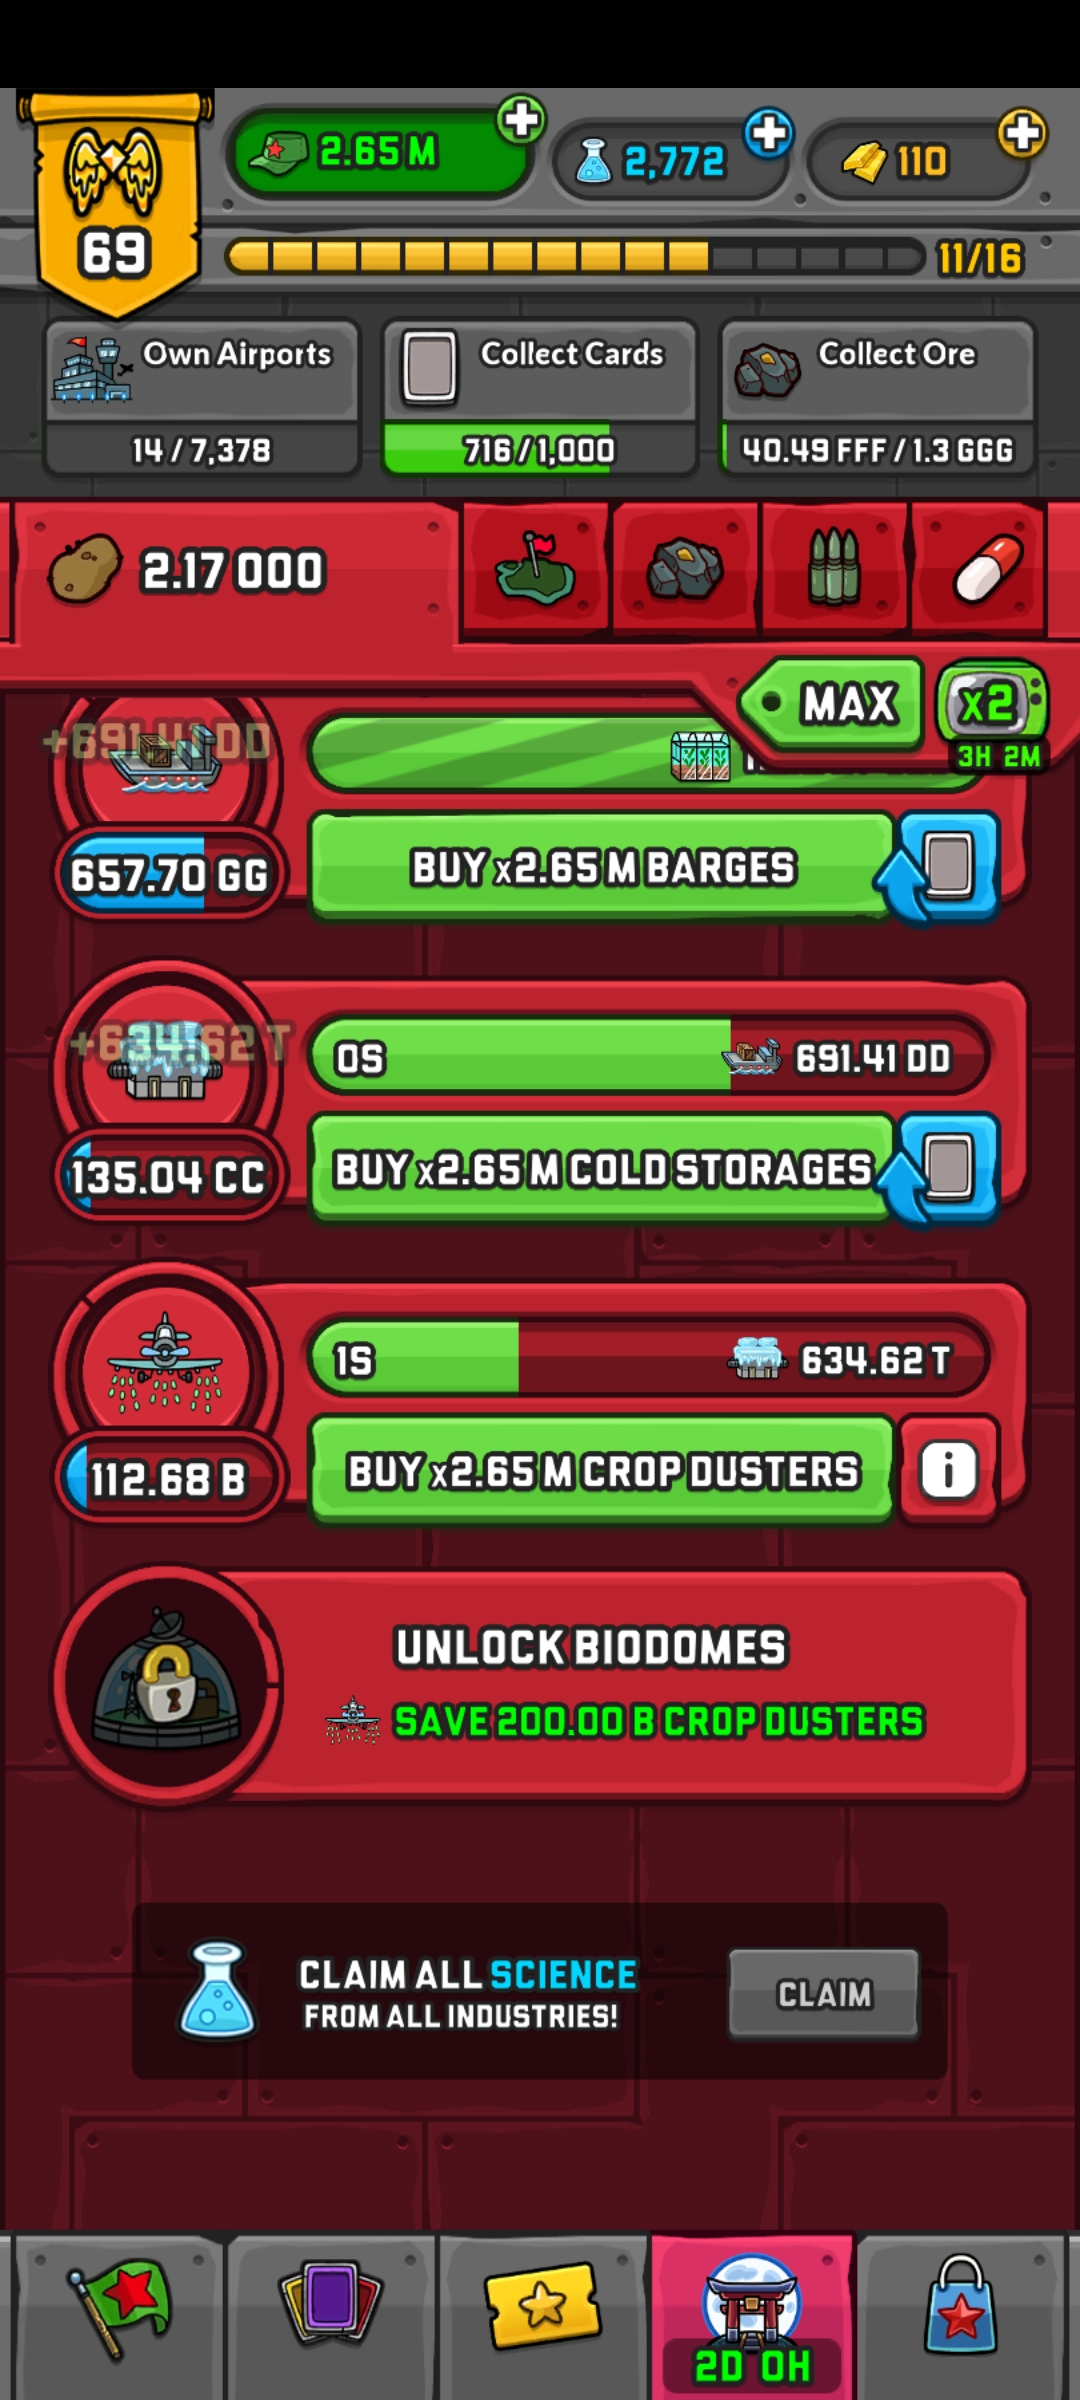 2.65 M
2,772
110
69
11/16
Own Airports
14 / 7,378
Collect Cards
716 / 1,000
Collect Ore
40.49 FFF / 1.3 GGG
2.17 OOO
MAX
x2
3H 2M
+691.41 DD
657.70 GG
BUY x2.65 M BARGES
+634.62 T
0S
691.41 DD
135.04 CC
BUY x2.65 M COLD STORAGES
1S
634.62 T
112.68 B
BUY x2.65 M CROP DUSTERS
i
UNLOCK BIODOMES
SAVE 200.00 B CROP DUSTERS
CLAIM ALL SCIENCE
FROM ALL INDUSTRIES!
CLAIM
2D 0H